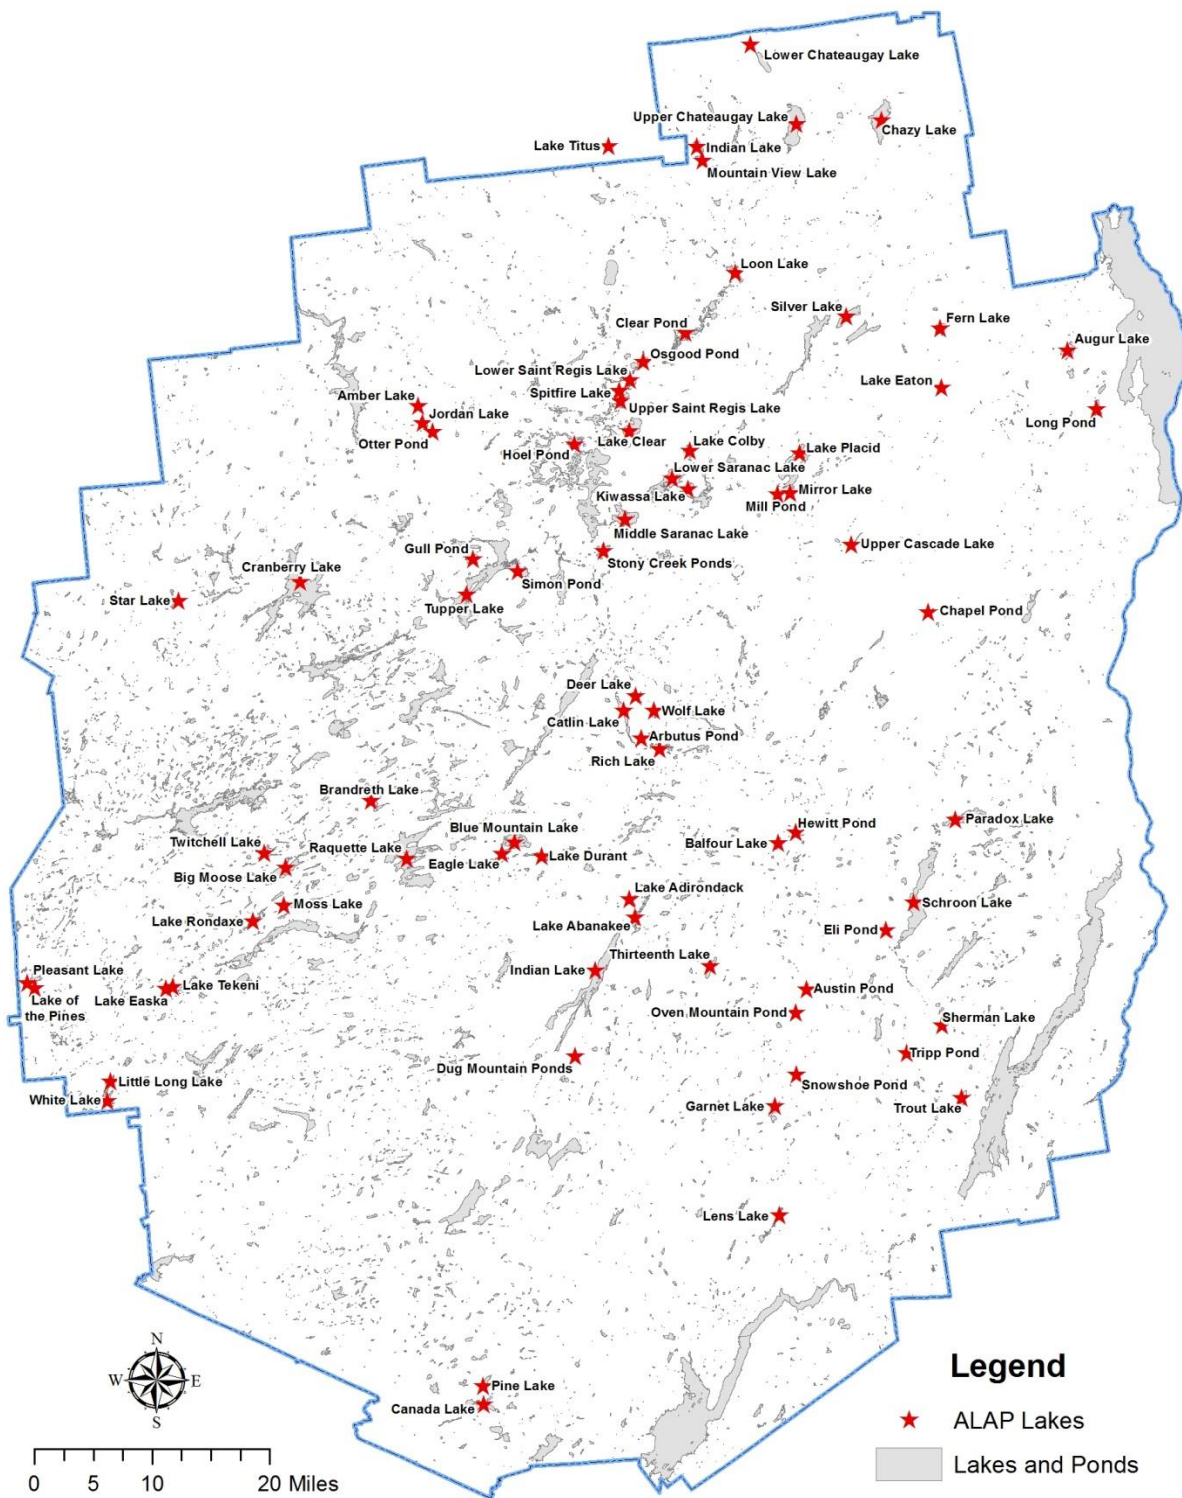 Lower Chateaugay Lake
Upper Chateaugay Lake
Chazy Lake
Lake Titus
Indian Lake
Mountain View Lake
Loon Lake
Silver Lake
Fern Lake
Clear Pond
Augur Lake
Osgood Pond
Lower Saint Regis Lake
Lake Eaton
Spitfire Lake
Amber Lake
Upper Saint Regis Lake
Jordan Lake
Long Pond
Otter Pond
Lake Clear
Lake Colby
Hoel Pond
Lake Placid
Lower Saranac Lake
Kiwassa Lake
Mirror Lake
Mill Pond
Middle Saranac Lake
Upper Cascade Lake
Gull Pond
Stony Creek Ponds
Cranberry Lake
Simon Pond
Star Lake
Tupper Lake
Chapel Pond
Deer Lake
Catlin Lake
Wolf Lake
Arbutus Pond
Rich Lake
Brandreth Lake
Paradox Lake
Hewitt Pond
Blue Mountain Lake
Twitchell Lake
Raquette Lake
Balfour Lake
Eagle Lake
Lake Durant
Big Moose Lake
Lake Adirondack
Moss Lake
Schroon Lake
Lake Rondaxe
Lake Abanakee
Eli Pond
Thirteenth Lake
Pleasant Lake
Indian Lake
Lake Tekeni
Lake Easka
Lake of
the Pines
Austin Pond
Oven Mountain Pond
Sherman Lake
Tripp Pond
Dug Mountain Ponds
Little Long Lake
Snowshoe Pond
White Lake
Garnet Lake
Trout Lake
Lens Lake
N
W E
S
Pine Lake
Canada Lake
Legend
ALAP Lakes
Lakes and Ponds
0 5 10 20 Miles